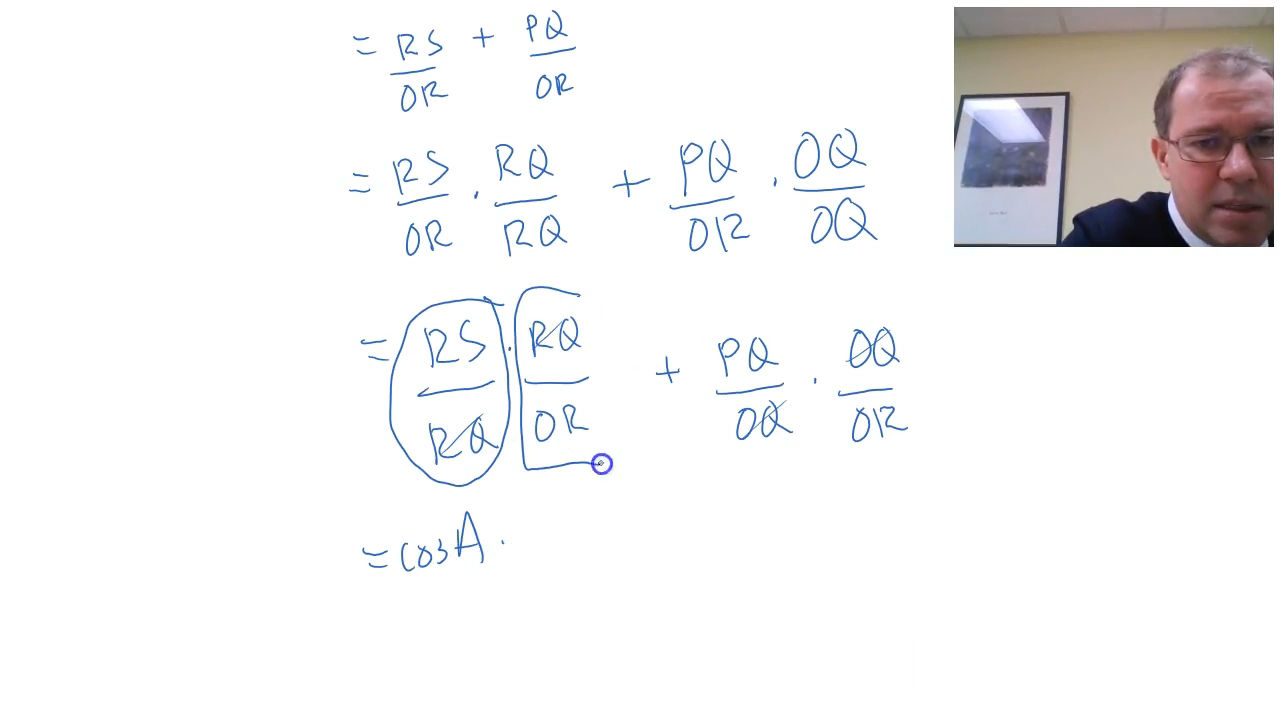 = RS/OR + PQ/OR
= RS/OR · RQ/RQ + PQ/OR · OQ/OQ
= RS/RQ · RQ/OR + PQ/OQ · OQ/OR
= cos A ·